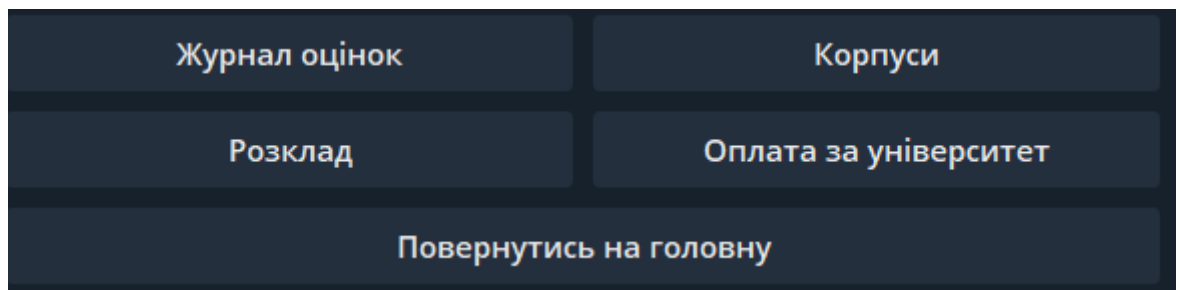 Журнал оцінок
Корпуси
Розклад
Оплата за університет
Повернутись на головну